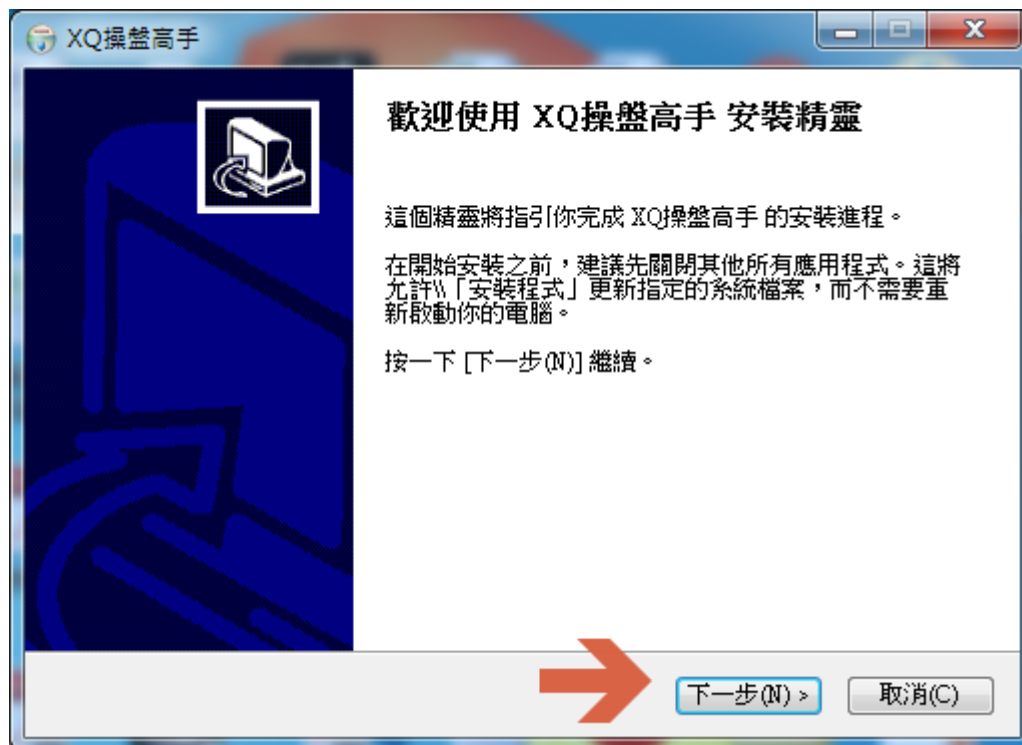 XQ操盤高手
歡迎使用 XQ操盤高手 安裝精靈
這個精靈將指引你完成 XQ操盤高手 的安裝進程。
在開始安裝之前，建議先關閉其他所有應用程式。這將
允許\\「安裝程式」更新指定的系統檔案，而不需要重
新啟動你的電腦。
按一下 [下一步(N)] 繼續。
下一步(N) >
取消(C)